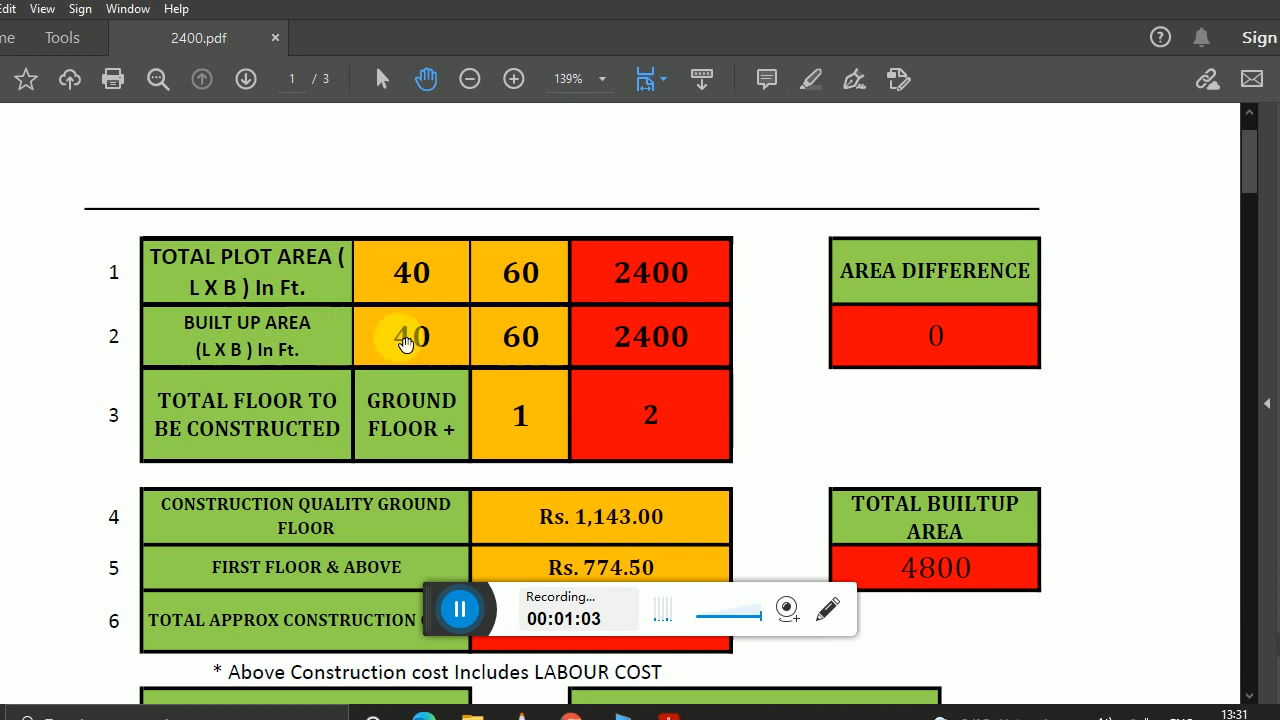 Edit View Sign Window Help
Tools 2400.pdf × Sign
1 / 3 139%
1 TOTAL PLOT AREA ( L X B ) In Ft. 40 60 2400
AREA DIFFERENCE
2 BUILT UP AREA (L X B ) In Ft. 40 60 2400
0
3 TOTAL FLOOR TO BE CONSTRUCTED GROUND FLOOR + 1 2
4 CONSTRUCTION QUALITY GROUND FLOOR Rs. 1,143.00
TOTAL BUILTUP AREA
5 FIRST FLOOR & ABOVE Rs. 774.50
4800
Recording...
00:01:03
6 TOTAL APPROX CONSTRUCTION
* Above Construction cost Includes LABOUR COST
13:31